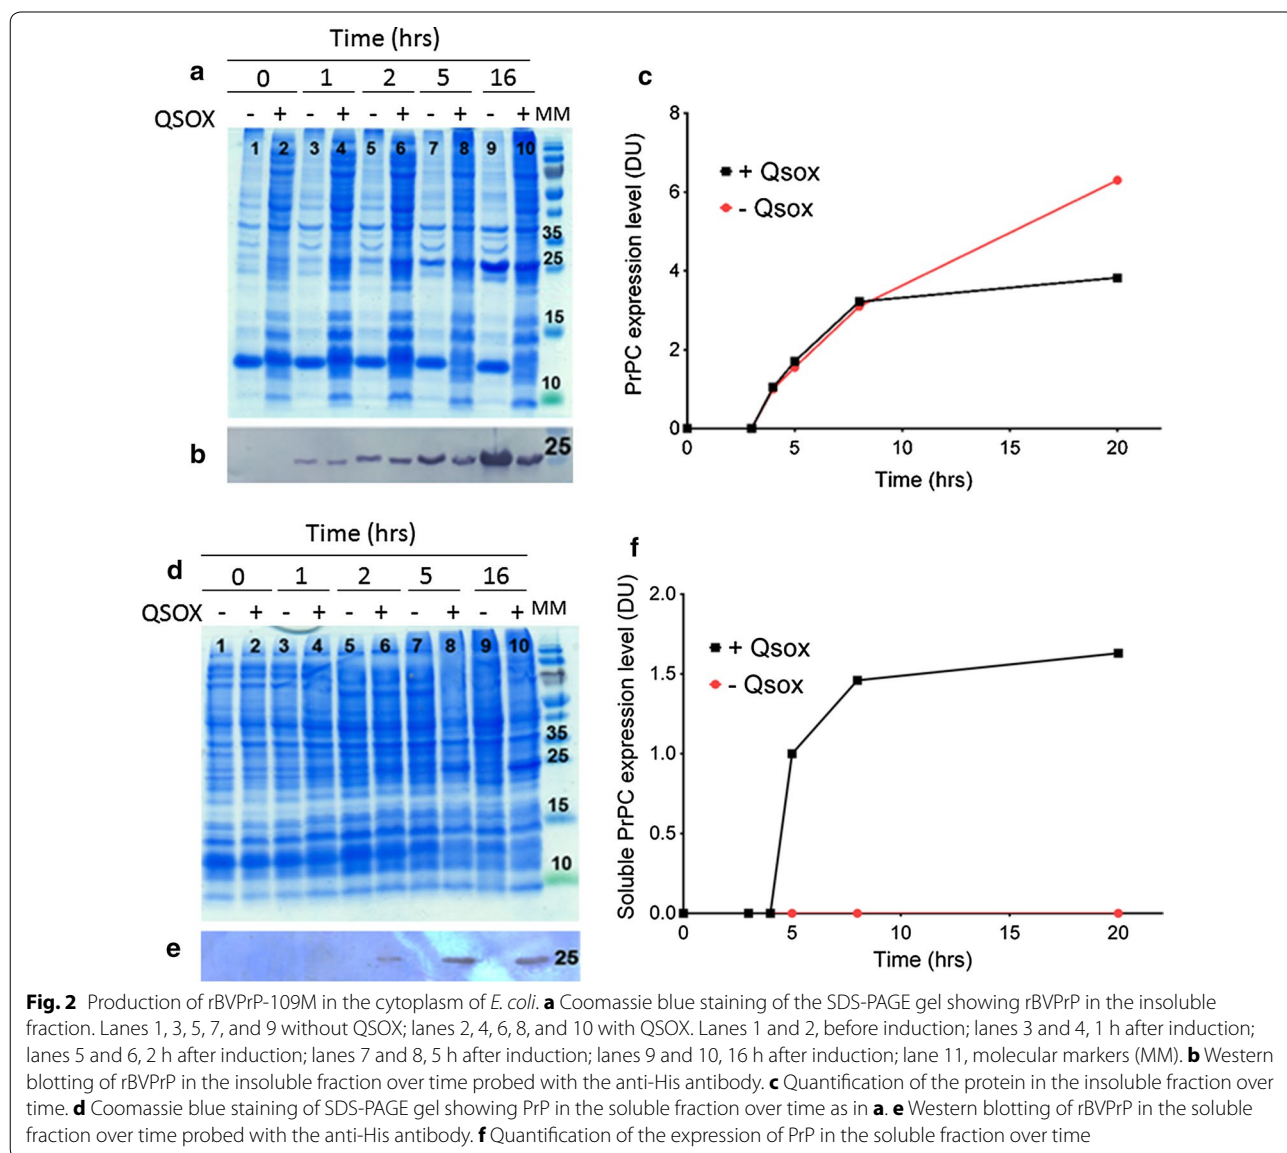 Time (hrs)
a
0 1 2 5 16
QSOX - + - + - + - + - + MM
1 2 3 4 5 6 7 8 9 10
35
25
15
10
b
25
c
8
6
4
2
0
PrPC expression level (DU)
+ Qsox
- Qsox
0 5 10 15 20
Time (hrs)
Time (hrs)
d
0 1 2 5 16
QSOX - + - + - + - + - + MM
1 2 3 4 5 6 7 8 9 10
35
25
15
10
e
25
f
2.0
1.5
1.0
0.5
0.0
Soluble PrPC expression level (DU)
+ Qsox
- Qsox
0 5 10 15 20
Time (hrs)
Fig. 2 Production of rBVPrP-109M in the cytoplasm of E. coli. a Coomassie blue staining of the SDS-PAGE gel showing rBVPrP in the insoluble
fraction. Lanes 1, 3, 5, 7, and 9 without QSOX; lanes 2, 4, 6, 8, and 10 with QSOX. Lanes 1 and 2, before induction; lanes 3 and 4, 1 h after induction;
lanes 5 and 6, 2 h after induction; lanes 7 and 8, 5 h after induction; lanes 9 and 10, 16 h after induction; lane 11, molecular markers (MM). b Western
blotting of rBVPrP in the insoluble fraction over time probed with the anti-His antibody. c Quantification of the protein in the insoluble fraction over
time. d Coomassie blue staining of SDS-PAGE gel showing PrP in the soluble fraction over time as in a. e Western blotting of rBVPrP in the soluble
fraction over time probed with the anti-His antibody. f Quantification of the expression of PrP in the soluble fraction over time